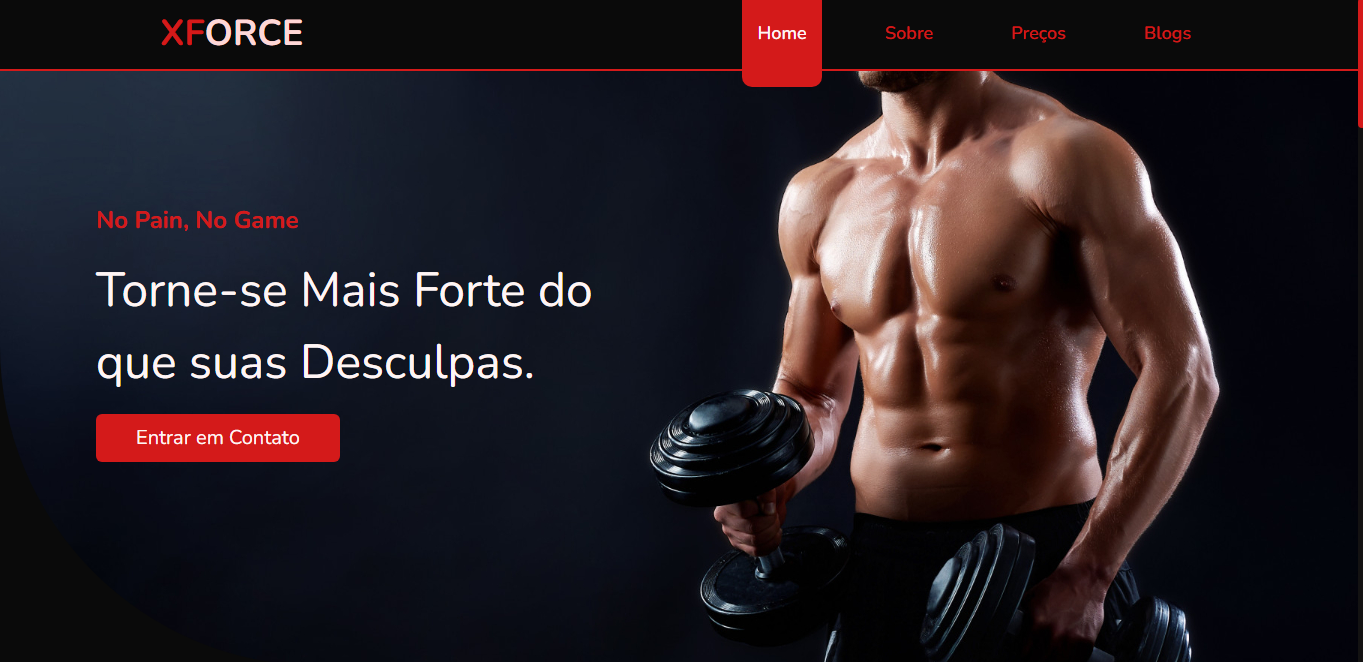 XFORCE
Home Sobre Preços Blogs
No Pain, No Game
Torne-se Mais Forte do
que suas Desculpas.
Entrar em Contato